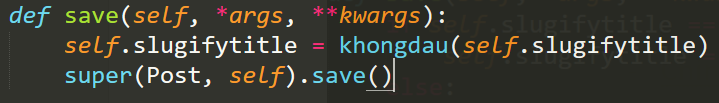 def save(self, *args, **kwargs):
self.slugifytitle = khongdau(self.slugifytitle)
super(Post, self).save()